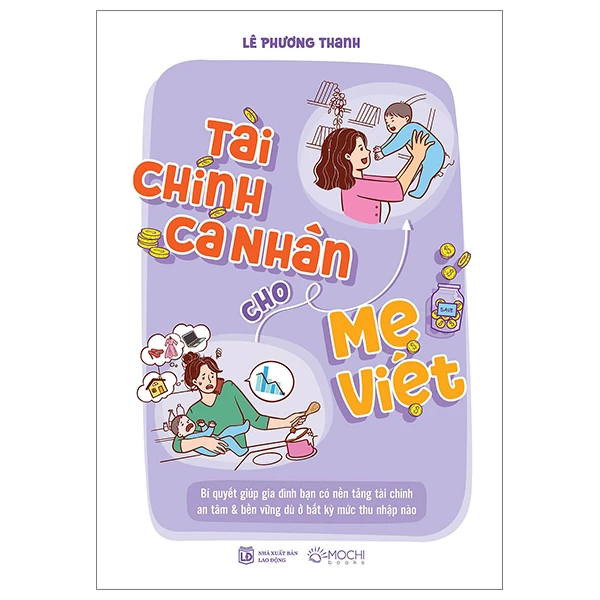 LÊ PHƯƠNG THANH
Tài
Chính
Cá Nhân
CHO
Mẹ
Việt
SAVE
Bí quyết giúp gia đình bạn có nền tảng tài chính
an tâm & bền vững dù ở bất kỳ mức thu nhập nào
LĐ
NHÀ XUẤT BẢN
LAO ĐỘNG
MOCHI
books